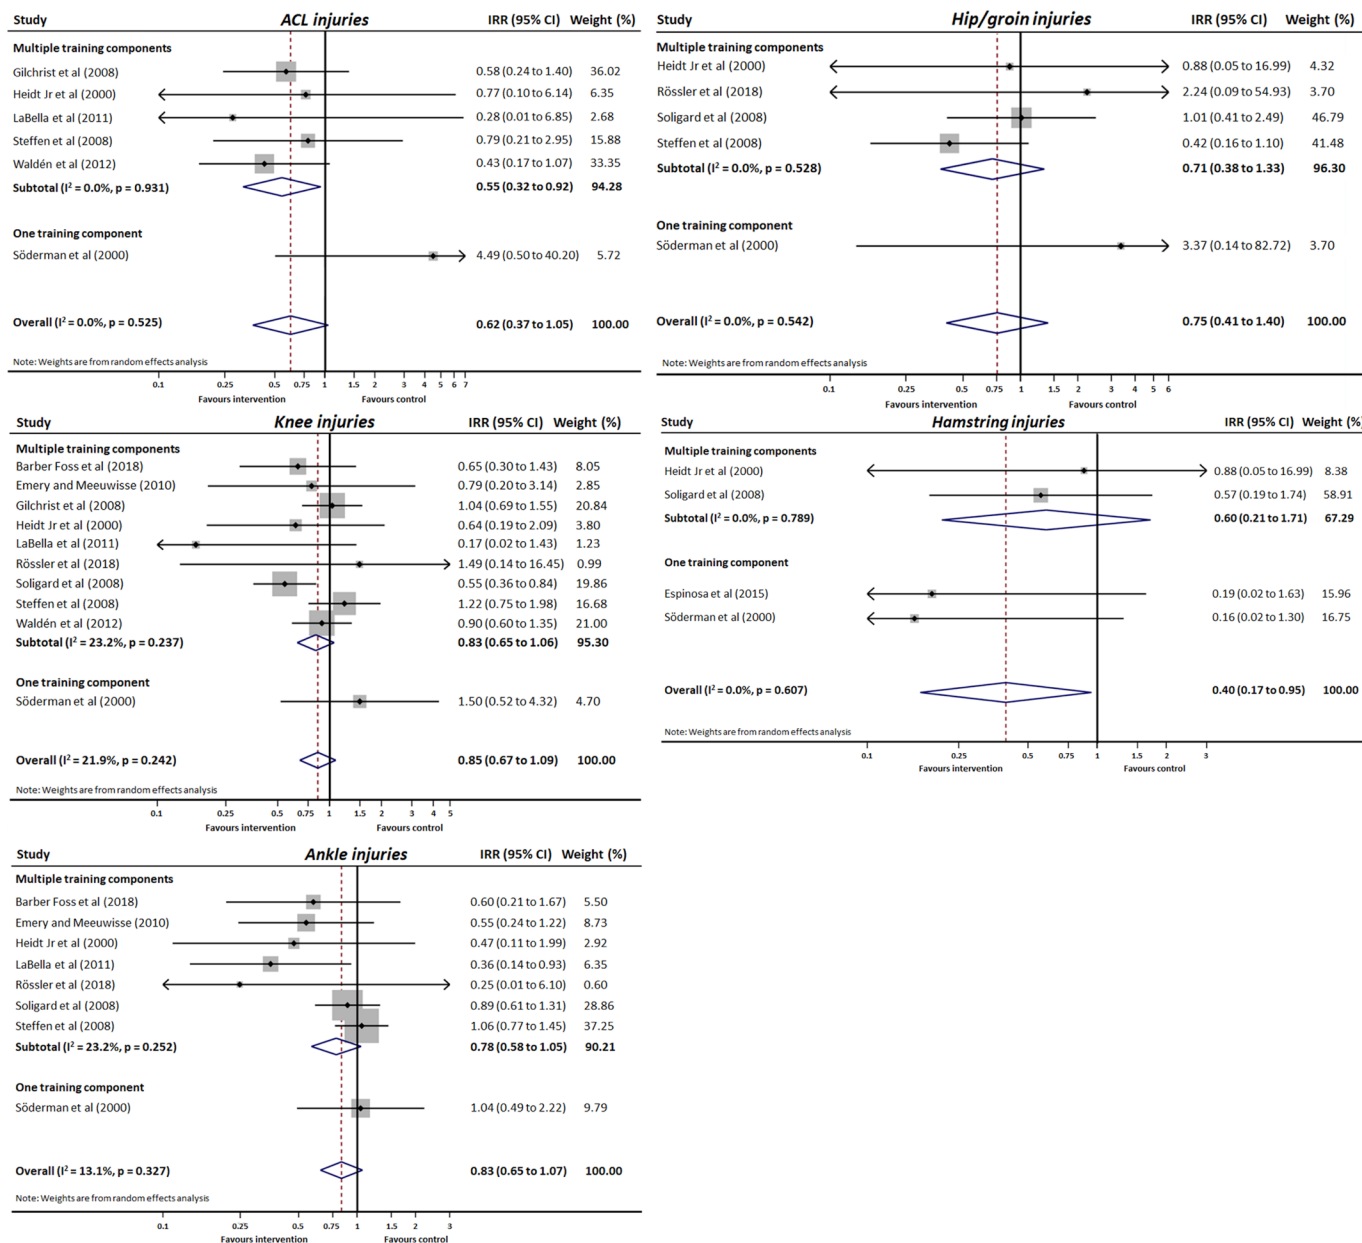 Study ACL injuries IRR (95% CI) Weight (%)
Multiple training components
Gilchrist et al (2008) 0.58 (0.24 to 1.40) 36.02
Heidt Jr et al (2000) 0.77 (0.10 to 6.14) 6.35
LaBella et al (2011) 0.28 (0.01 to 6.85) 2.68
Steffen et al (2008) 0.79 (0.21 to 2.95) 15.88
Waldén et al (2012) 0.43 (0.17 to 1.07) 33.35
Subtotal (I² = 0.0%, p = 0.931) 0.55 (0.32 to 0.92) 94.28
One training component
Söderman et al (2000) 4.49 (0.50 to 40.20) 5.72
Overall (I² = 0.0%, p = 0.525) 0.62 (0.37 to 1.05) 100.00
Note: Weights are from random effects analysis
0.1 0.25 0.5 0.75 1 1.5 2 3 4 5 6 7
Favours intervention Favours control
Study Hip/groin injuries IRR (95% CI) Weight (%)
Multiple training components
Heidt Jr et al (2000) 0.88 (0.05 to 16.99) 4.32
Rössler et al (2018) 2.24 (0.09 to 54.93) 3.70
Soligard et al (2008) 1.01 (0.41 to 2.49) 46.79
Steffen et al (2008) 0.42 (0.16 to 1.10) 41.48
Subtotal (I² = 0.0%, p = 0.528) 0.71 (0.38 to 1.33) 96.30
One training component
Söderman et al (2000) 3.37 (0.14 to 82.72) 3.70
Overall (I² = 0.0%, p = 0.542) 0.75 (0.41 to 1.40) 100.00
Note: Weights are from random effects analysis
0.1 0.25 0.5 0.75 1 1.5 2 3 4 5 6
Favours intervention Favours control
Study Knee injuries IRR (95% CI) Weight (%)
Multiple training components
Barber Foss et al (2018) 0.65 (0.30 to 1.43) 8.05
Emery and Meeuwisse (2010) 0.79 (0.20 to 3.14) 2.85
Gilchrist et al (2008) 1.04 (0.69 to 1.55) 20.84
Heidt Jr et al (2000) 0.64 (0.19 to 2.09) 3.80
LaBella et al (2011) 0.17 (0.02 to 1.43) 1.23
Rössler et al (2018) 1.49 (0.14 to 16.45) 0.99
Soligard et al (2008) 0.55 (0.36 to 0.84) 19.86
Steffen et al (2008) 1.22 (0.75 to 1.98) 16.68
Waldén et al (2012) 0.90 (0.60 to 1.35) 21.00
Subtotal (I² = 23.2%, p = 0.237) 0.83 (0.65 to 1.06) 95.30
One training component
Söderman et al (2000) 1.50 (0.52 to 4.32) 4.70
Overall (I² = 21.9%, p = 0.242) 0.85 (0.67 to 1.09) 100.00
Note: Weights are from random effects analysis
0.1 0.25 0.5 0.75 1 1.5 2 3 4 5
Favours intervention Favours control
Study Hamstring injuries IRR (95% CI) Weight (%)
Multiple training components
Heidt Jr et al (2000) 0.88 (0.05 to 16.99) 8.38
Soligard et al (2008) 0.57 (0.19 to 1.74) 58.91
Subtotal (I² = 0.0%, p = 0.789) 0.60 (0.21 to 1.71) 67.29
One training component
Espinosa et al (2015) 0.19 (0.02 to 1.63) 15.96
Söderman et al (2000) 0.16 (0.02 to 1.30) 16.75
Overall (I² = 0.0%, p = 0.607) 0.40 (0.17 to 0.95) 100.00
Note: Weights are from random effects analysis
0.1 0.25 0.5 0.75 1 1.5 2 3
Favours intervention Favours control
Study Ankle injuries IRR (95% CI) Weight (%)
Multiple training components
Barber Foss et al (2018) 0.60 (0.21 to 1.67) 5.50
Emery and Meeuwisse (2010) 0.55 (0.24 to 1.22) 8.73
Heidt Jr et al (2000) 0.47 (0.11 to 1.99) 2.92
LaBella et al (2011) 0.36 (0.14 to 0.93) 6.35
Rössler et al (2018) 0.25 (0.01 to 6.10) 0.60
Soligard et al (2008) 0.89 (0.61 to 1.31) 28.86
Steffen et al (2008) 1.06 (0.77 to 1.45) 37.25
Subtotal (I² = 23.2%, p = 0.252) 0.78 (0.58 to 1.05) 90.21
One training component
Söderman et al (2000) 1.04 (0.49 to 2.22) 9.79
Overall (I² = 13.1%, p = 0.327) 0.83 (0.65 to 1.07) 100.00
Note: Weights are from random effects analysis
0.1 0.25 0.5 0.75 1 1.5 2 3
Favours intervention Favours control